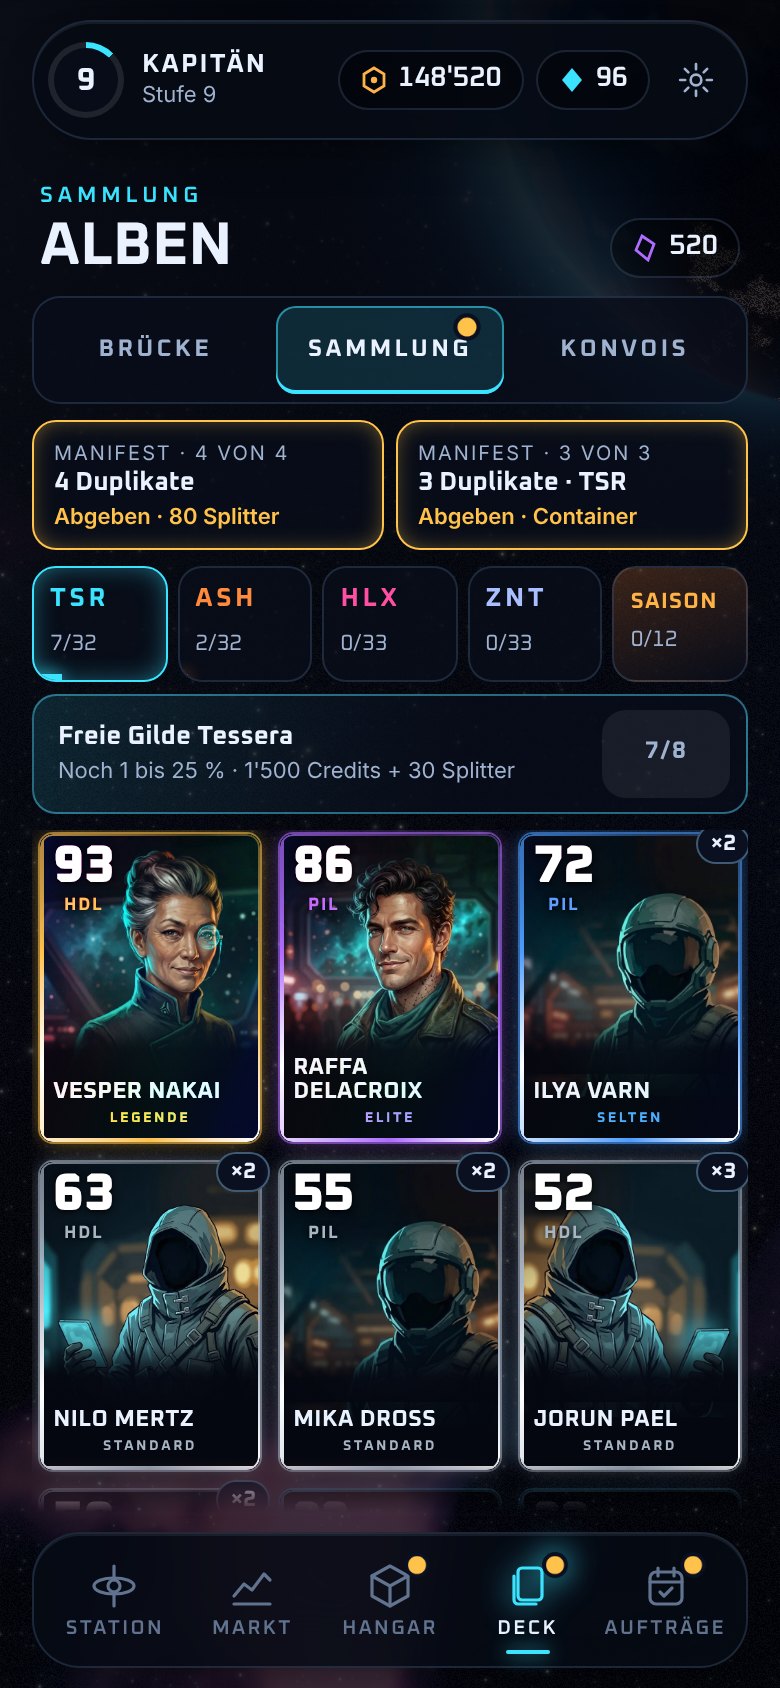 9
KAPITÄN
Stufe 9
148'520
96
SAMMLUNG
ALBEN
520
BRÜCKE
SAMMLUNG
KONVOIS
MANIFEST · 4 VON 4
4 Duplikate
Abgeben · 80 Splitter
MANIFEST · 3 VON 3
3 Duplikate · TSR
Abgeben · Container
TSR
7/32
ASH
2/32
HLX
0/33
ZNT
0/33
SAISON
0/12
Freie Gilde Tessera
Noch 1 bis 25 % · 1'500 Credits + 30 Splitter
7/8
93
HDL
VESPER NAKAI
LEGENDE
86
PIL
RAFFA
DELACROIX
ELITE
×2
72
PIL
ILYA VARN
SELTEN
×2
63
HDL
NILO MERTZ
STANDARD
×2
55
PIL
MIKA DROSS
STANDARD
×3
52
HDL
JORUN PAEL
STANDARD
×2
STATION
MARKT
HANGAR
DECK
AUFTRÄGE